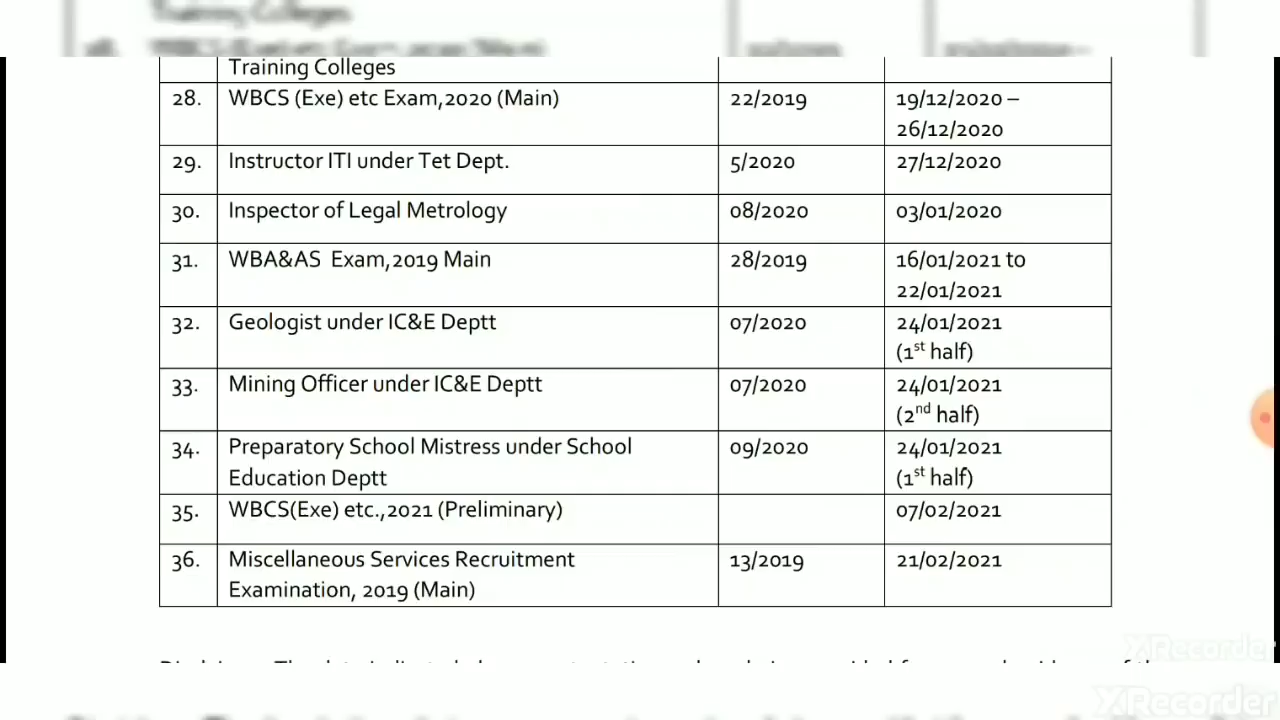 Training Colleges
Training Colleges
28. WBCS (Exe) etc Exam,2020 (Main) 22/2019 19/12/2020 –
26/12/2020
29. Instructor ITI under Tet Dept. 5/2020 27/12/2020
30. Inspector of Legal Metrology 08/2020 03/01/2020
31. WBA&AS Exam,2019 Main 28/2019 16/01/2021 to
22/01/2021
32. Geologist under IC&E Deptt 07/2020 24/01/2021
(1st half)
33. Mining Officer under IC&E Deptt 07/2020 24/01/2021
(2nd half)
34. Preparatory School Mistress under School 09/2020 24/01/2021
Education Deptt (1st half)
35. WBCS(Exe) etc.,2021 (Preliminary) 07/02/2021
36. Miscellaneous Services Recruitment 13/2019 21/02/2021
Examination, 2019 (Main)
XRecorder
XRecorder